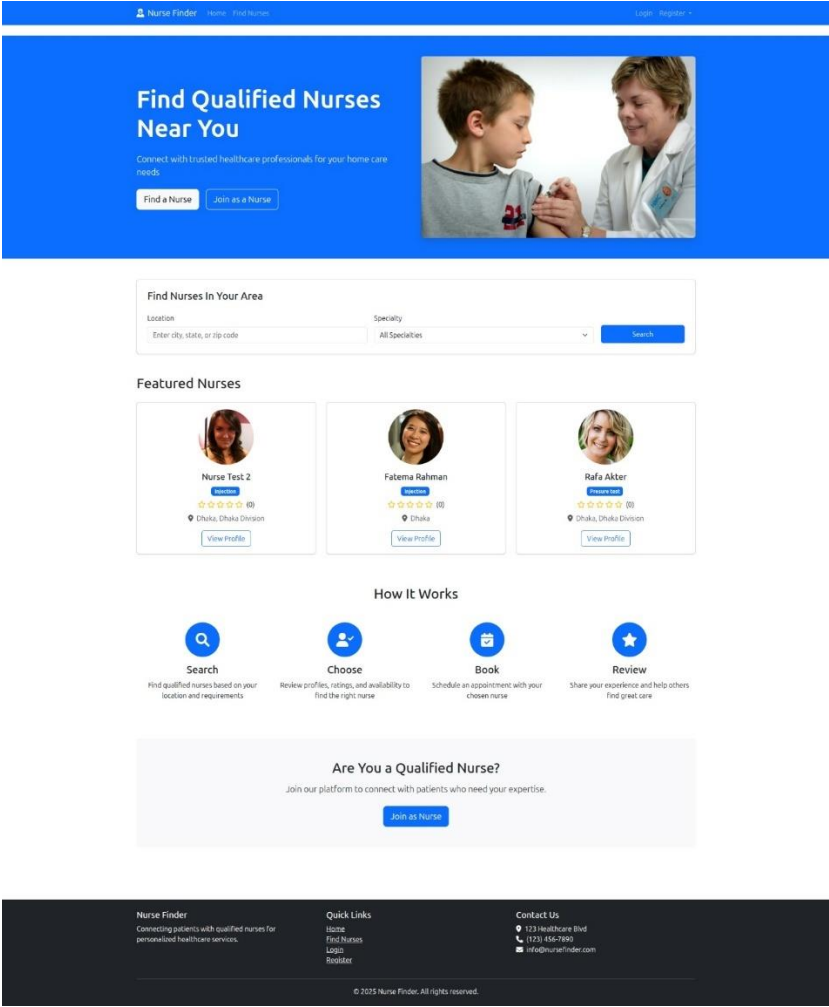 Nurse Finder Home Find Nurses Login Register
Find Qualified Nurses
Near You
Connect with trusted healthcare professionals for your home care
needs
Find a Nurse Join as a Nurse
Find Nurses In Your Area
Location Specialty
Enter city, state, or zip code All Specialties Search
Featured Nurses
Nurse Test 2
Injection
(0)
Dhaka, Dhaka Division
View Profile
Fatema Rahman
Injection
(0)
Dhaka
View Profile
Rafa Akter
Pressure test
(0)
Dhaka, Dhaka Division
View Profile
How It Works
Search
Find qualified nurses based on your
location and requirements
Choose
Review profiles, ratings, and availability to
find the right nurse
Book
Schedule an appointment with your
chosen nurse
Review
Share your experience and help others
find great care
Are You a Qualified Nurse?
Join our platform to connect with patients who need your expertise.
Join as Nurse
Nurse Finder
Connecting patients with qualified nurses for
personalized healthcare services.
Quick Links
Home
Find Nurses
Login
Register
Contact Us
123 Healthcare Blvd
(123) 456-7890
info@nursefinder.com
© 2025 Nurse Finder. All rights reserved.